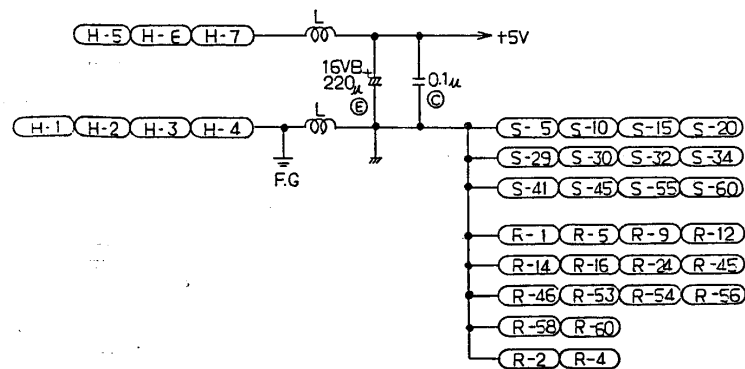 L
H-5 H-E H-7 +5V
16VB +
220μ
E
0.1μ
C
L
H-1 H-2 H-3 H-4
F.G
S-5 S-10 S-15 S-20
S-29 S-30 S-32 S-34
S-41 S-45 S-55 S-60
R-1 R-5 R-9 R-12
R-14 R-16 R-24 R-45
R-46 R-53 R-54 R-56
R-58 R-60
R-2 R-4